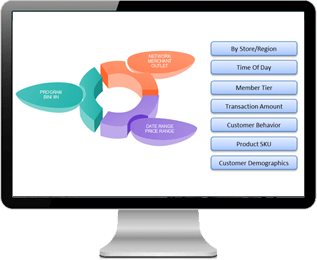 NETWORK
MERCHANT
OUTLET
PROGRAM
BIN/ IIN
DATE RANGE
PRICE RANGE
By Store/Region
Time Of Day
Member Tier
Transaction Amount
Customer Behavior
Product SKU
Customer Demographics